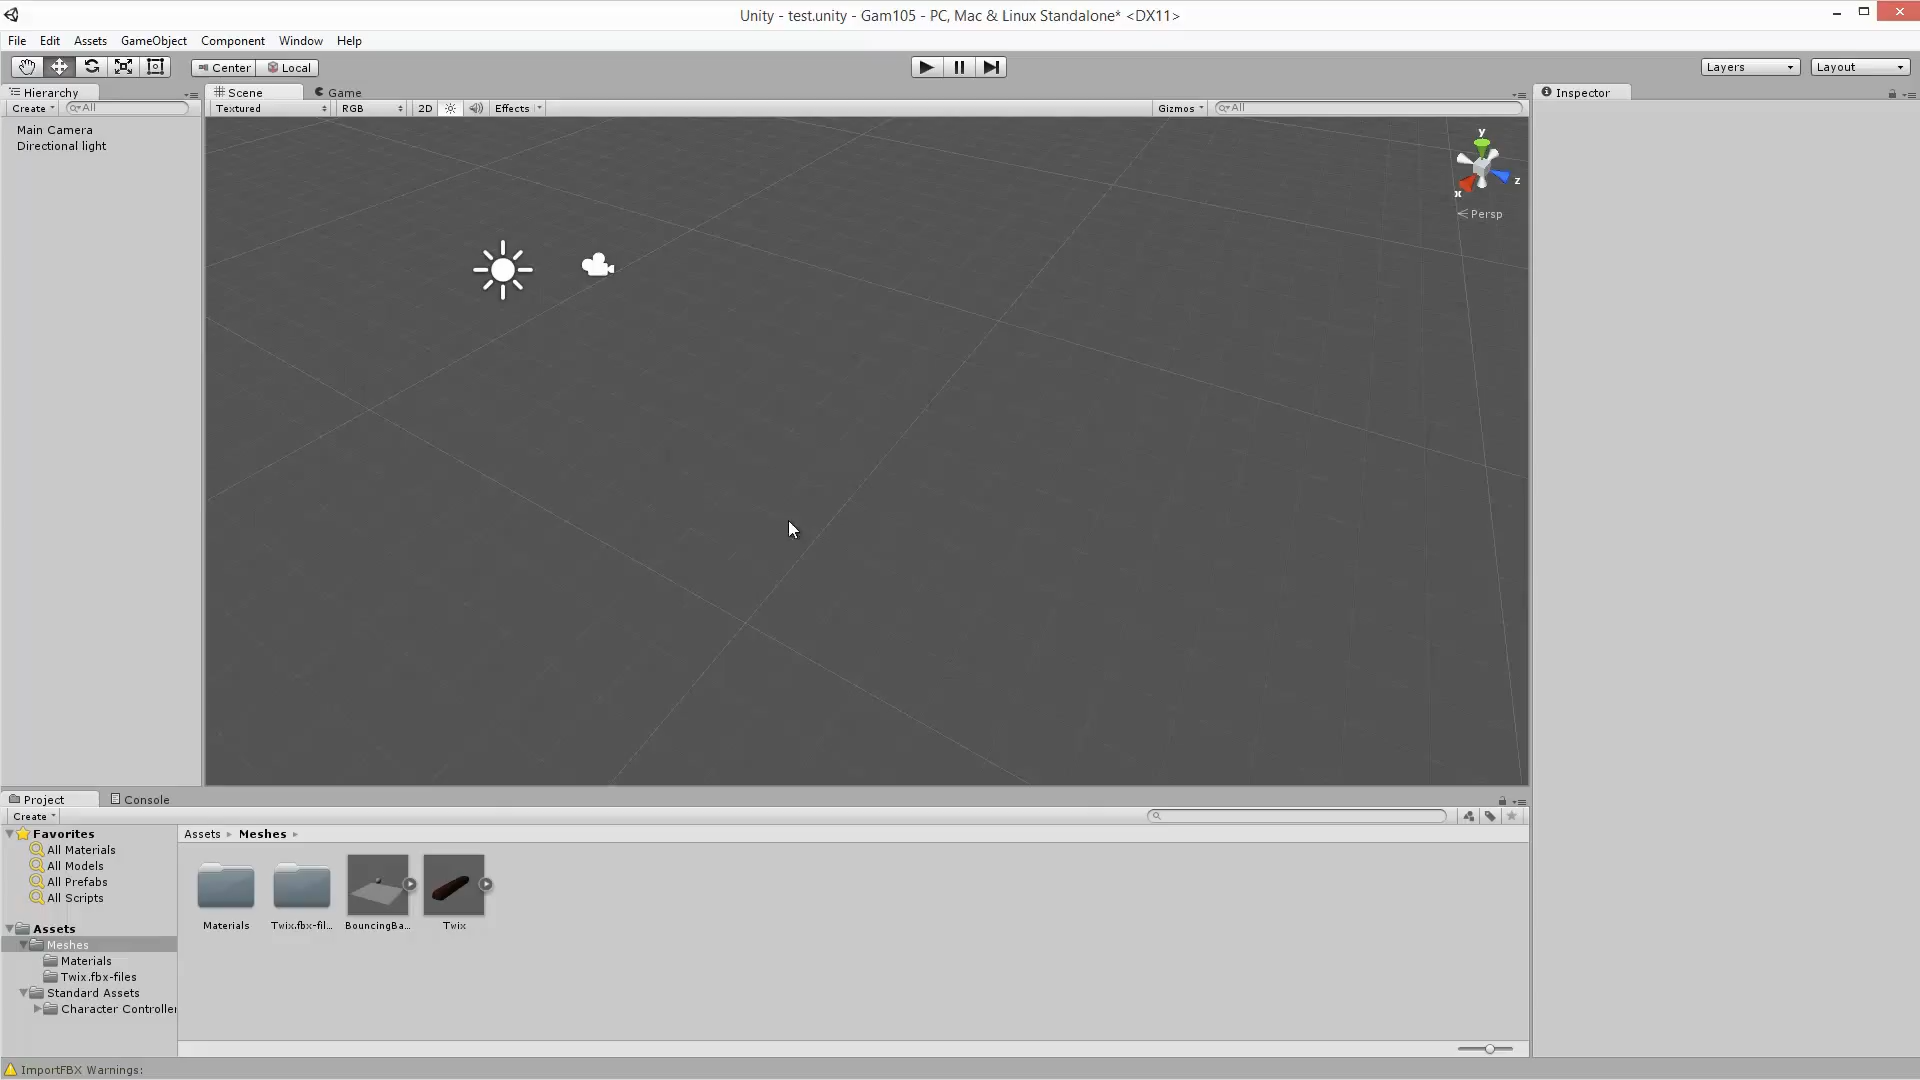 Unity - test.unity - Gam105 - PC, Mac & Linux Standalone* <DX11>
File Edit Assets GameObject Component Window Help
Center Local Layers Layout
Hierarchy Scene Game Inspector
Create All Textured RGB 2D Effects Gizmos All
Main Camera
Directional light
y
z
x
Persp
Project Console
Create
Favorites Assets Meshes
All Materials
All Models
All Prefabs
All Scripts
Materials Twix.fbx-fil... BouncingBa... Twix
Assets
Meshes
Materials
Twix.fbx-files
Standard Assets
Character Controller
ImportFBX Warnings: